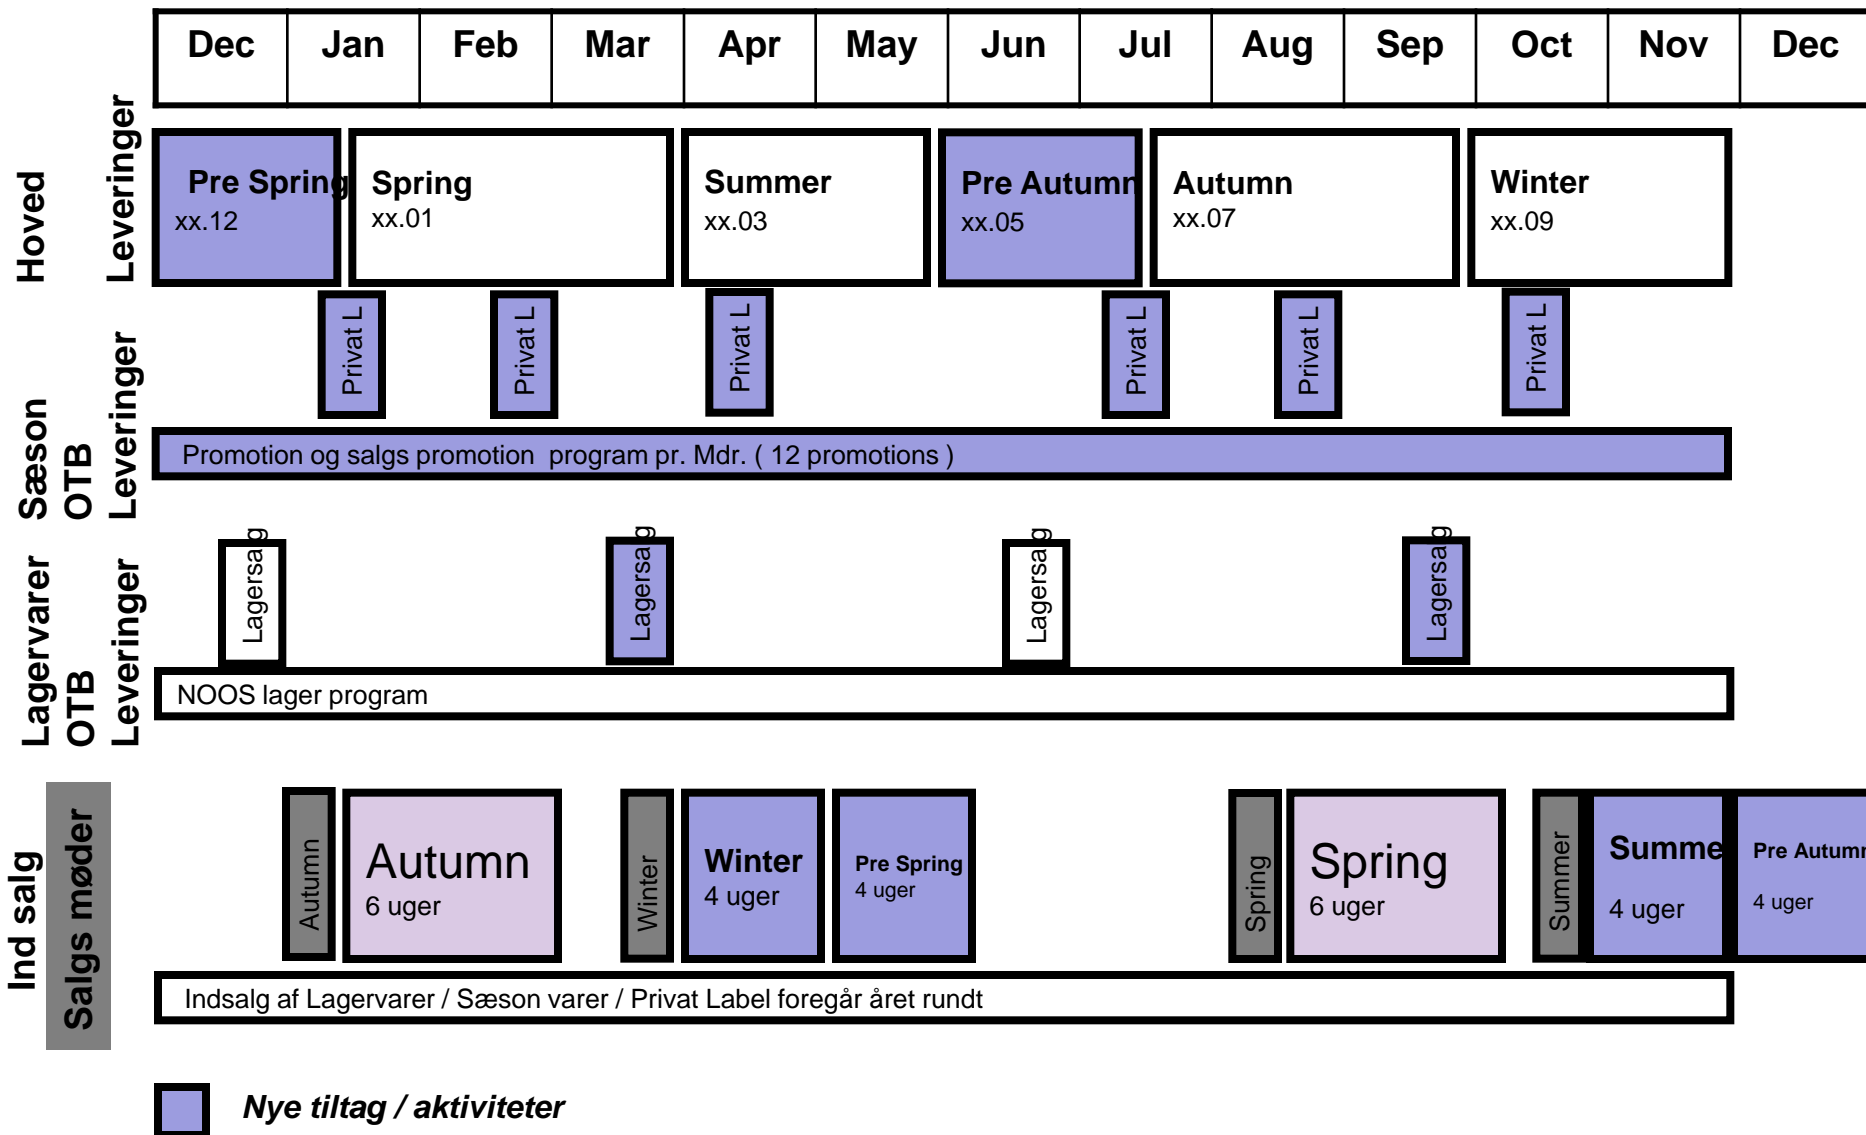 Dec Jan Feb Mar Apr May Jun Jul Aug Sep Oct Nov Dec
Hoved
Leveringer
Pre Spring
xx.12
Spring
xx.01
Summer
xx.03
Pre Autumn
xx.05
Autumn
xx.07
Winter
xx.09
Sæson
OTB
Leveringer
Privat L
Privat L
Privat L
Privat L
Privat L
Privat L
Promotion og salgs promotion program pr. Mdr. ( 12 promotions )
Lagervarer
OTB
Leveringer
Lagersalg
Lagersalg
Lagersalg
Lagersalg
NOOS lager program
Ind salg
Salgs møder
Autumn
Autumn
6 uger
Winter
Winter
4 uger
Pre Spring
4 uger
Spring
Spring
6 uger
Summer
Summe
4 uger
Pre Autumn
4 uger
Indsalg af Lagervarer / Sæson varer / Privat Label foregår året rundt
Nye tiltag / aktiviteter